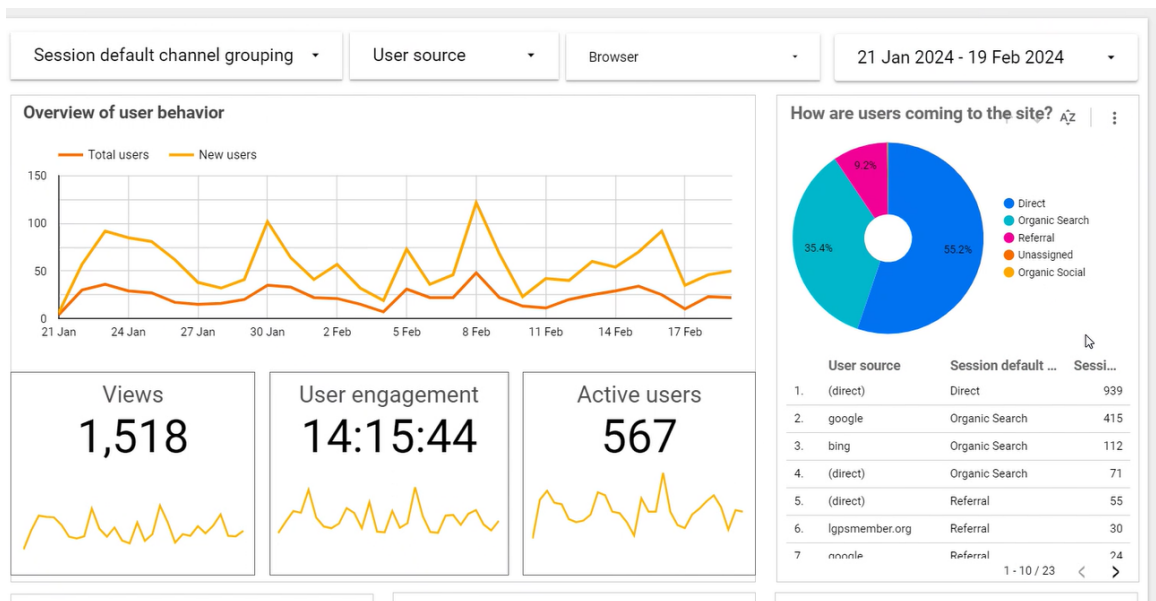 Session default channel grouping
User source
Browser
21 Jan 2024 - 19 Feb 2024
Overview of user behavior
Total users
New users
150
100
50
0
21 Jan
24 Jan
27 Jan
30 Jan
2 Feb
5 Feb
8 Feb
11 Feb
14 Feb
17 Feb
Views
1,518
User engagement
14:15:44
Active users
567
How are users coming to the site?
AZ
9.2%
35.4%
55.2%
Direct
Organic Search
Referral
Unassigned
Organic Social
User source Session default ... Sessi...
1. (direct) Direct 939
2. google Organic Search 415
3. bing Organic Search 112
4. (direct) Organic Search 71
5. (direct) Referral 55
6. lgpsmember.org Referral 30
7. google Referral 24
1 - 10 / 23